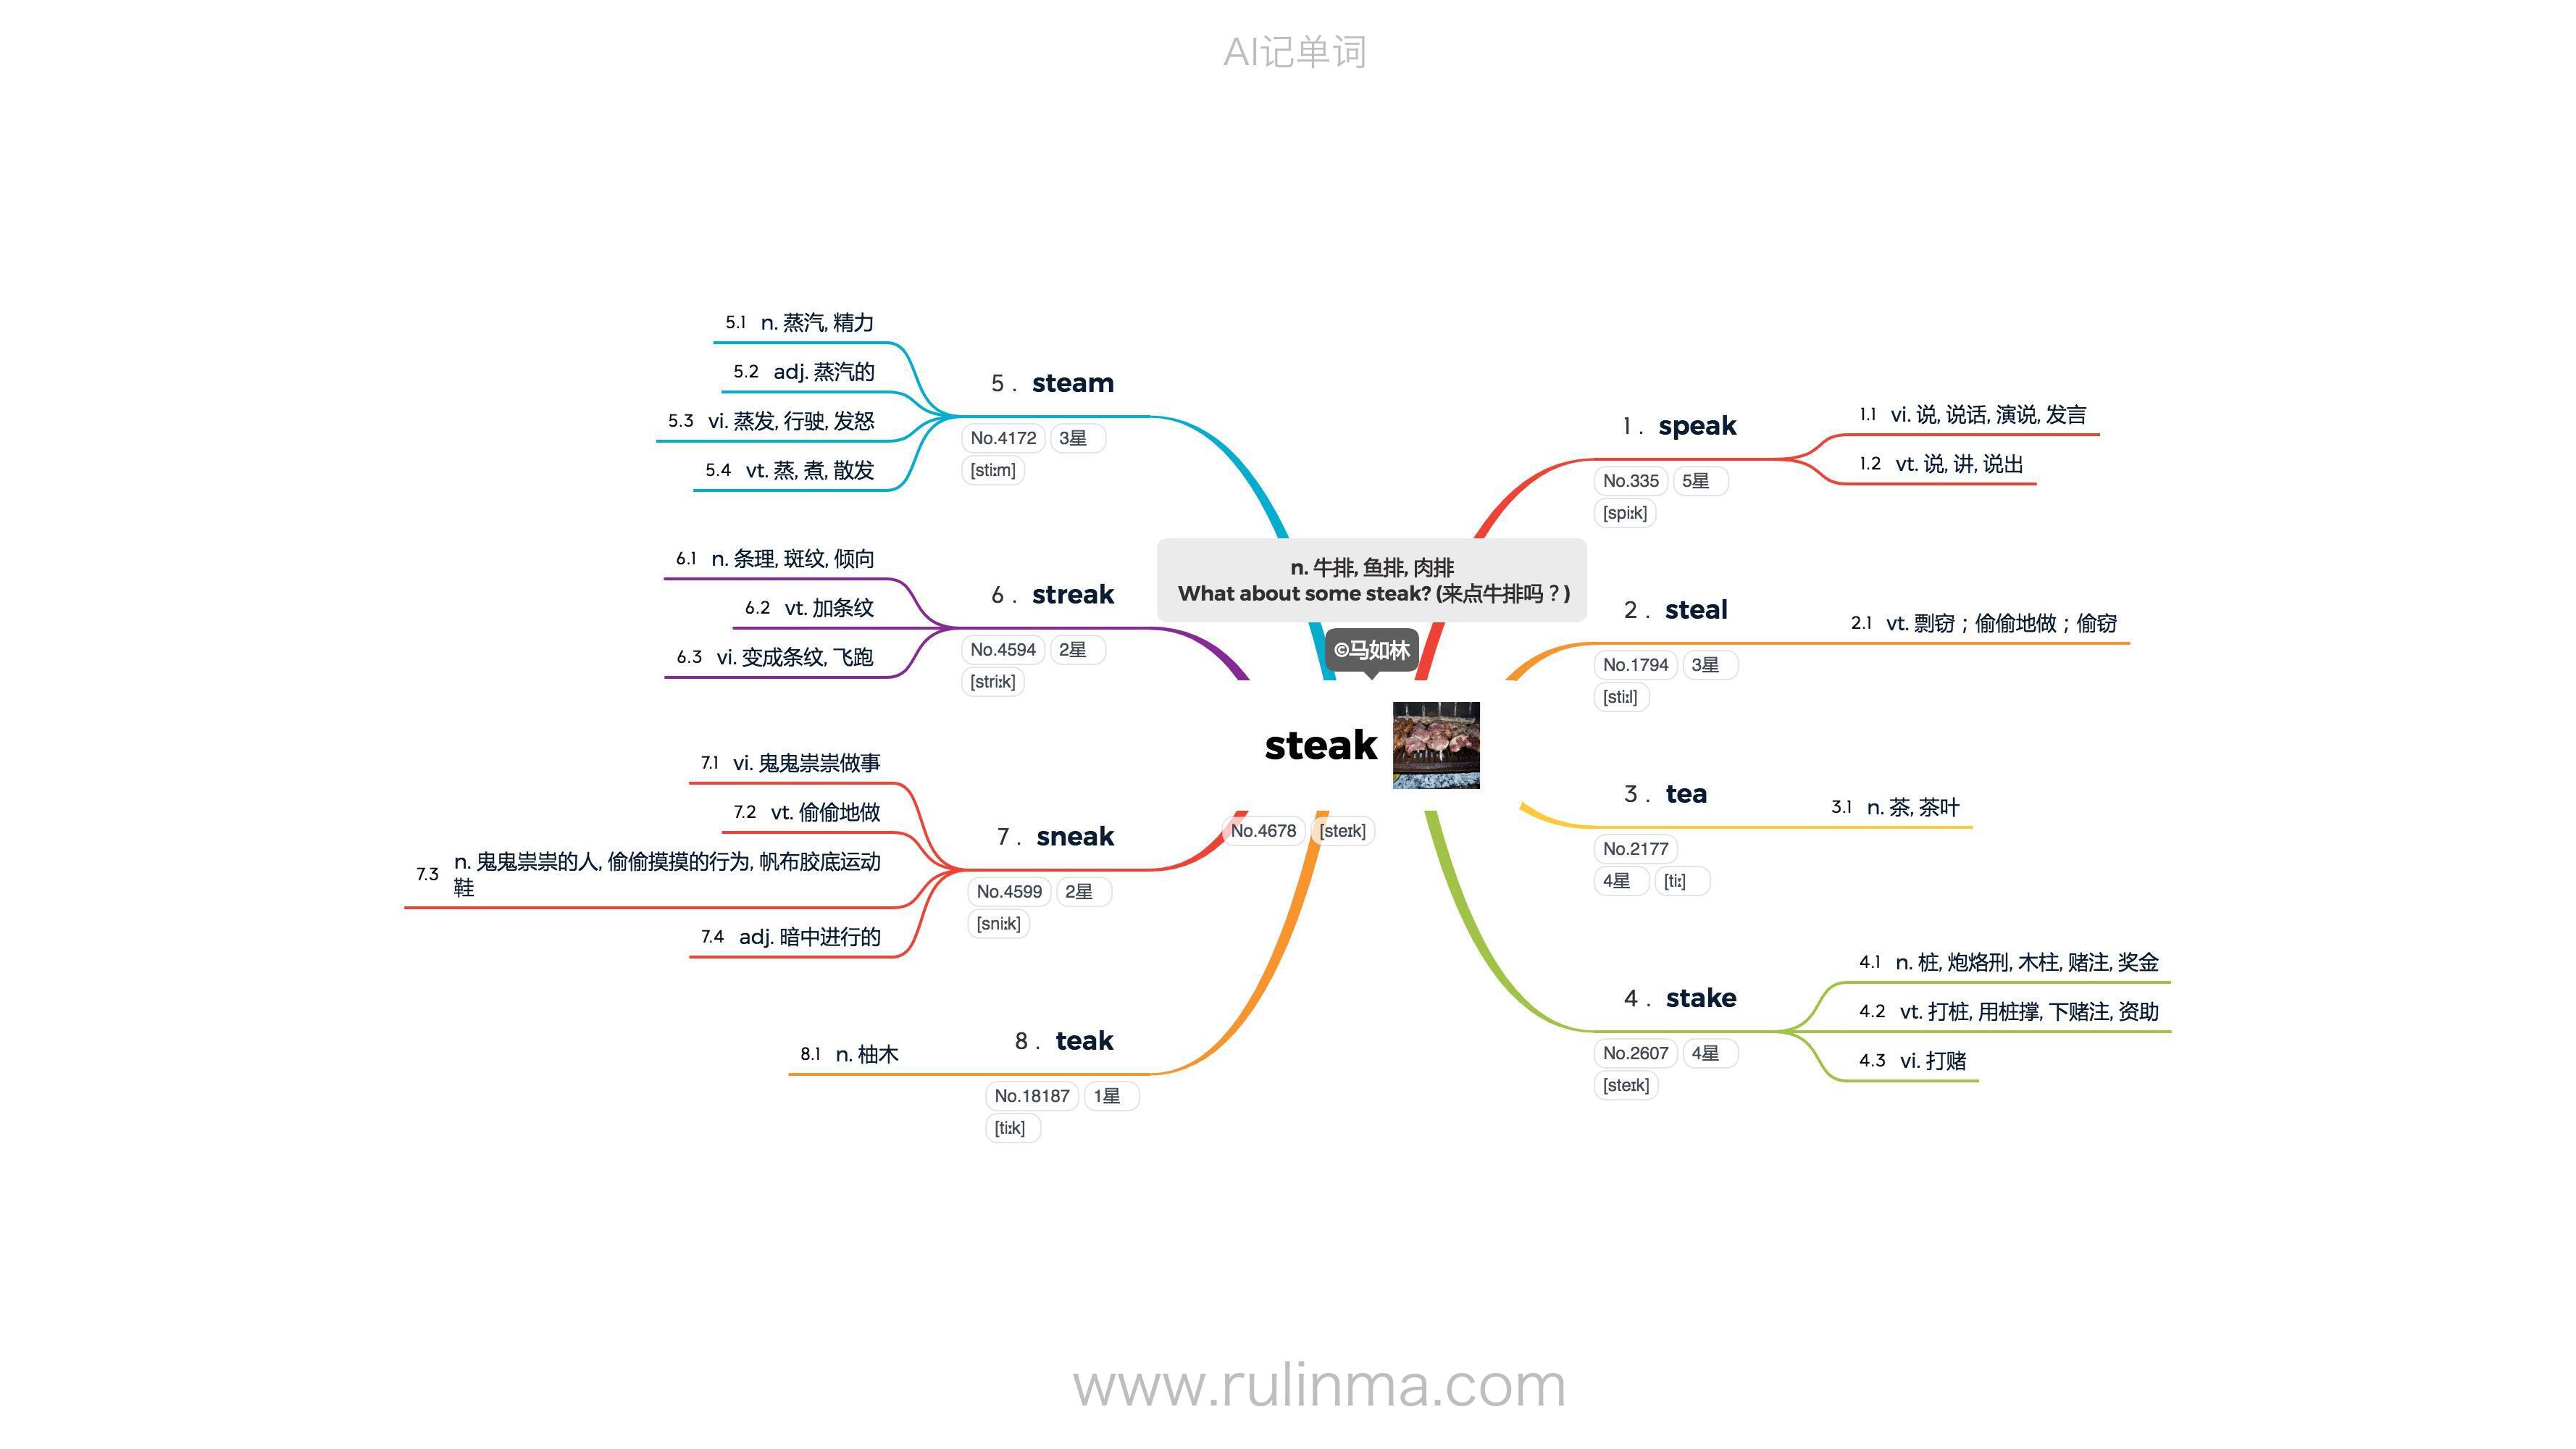 AI记单词
n. 牛排, 鱼排, 肉排
What about some steak? (来点牛排吗？)
©马如林
steak
No.4678 [steɪk]
1. speak
No.335 5星
[spiːk]
1.1 vi. 说, 说话, 演说, 发言
1.2 vt. 说, 讲, 说出
2. steal
No.1794 3星
[stiːl]
2.1 vt. 剽窃；偷偷地做；偷窃
3. tea
No.2177
4星 [tiː]
3.1 n. 茶, 茶叶
4. stake
No.2607 4星
[steɪk]
4.1 n. 桩, 炮烙刑, 木柱, 赌注, 奖金
4.2 vt. 打桩, 用桩撑, 下赌注, 资助
4.3 vi. 打赌
5. steam
No.4172 3星
[stiːm]
5.1 n. 蒸汽, 精力
5.2 adj. 蒸汽的
5.3 vi. 蒸发, 行驶, 发怒
5.4 vt. 蒸, 煮, 散发
6. streak
No.4594 2星
[striːk]
6.1 n. 条理, 斑纹, 倾向
6.2 vt. 加条纹
6.3 vi. 变成条纹, 飞跑
7. sneak
No.4599 2星
[sniːk]
7.1 vi. 鬼鬼祟祟做事
7.2 vt. 偷偷地做
7.3 n. 鬼鬼祟祟的人, 偷偷摸摸的行为, 帆布胶底运动
鞋
7.4 adj. 暗中进行的
8. teak
No.18187 1星
[tiːk]
8.1 n. 柚木
www.rulinma.com